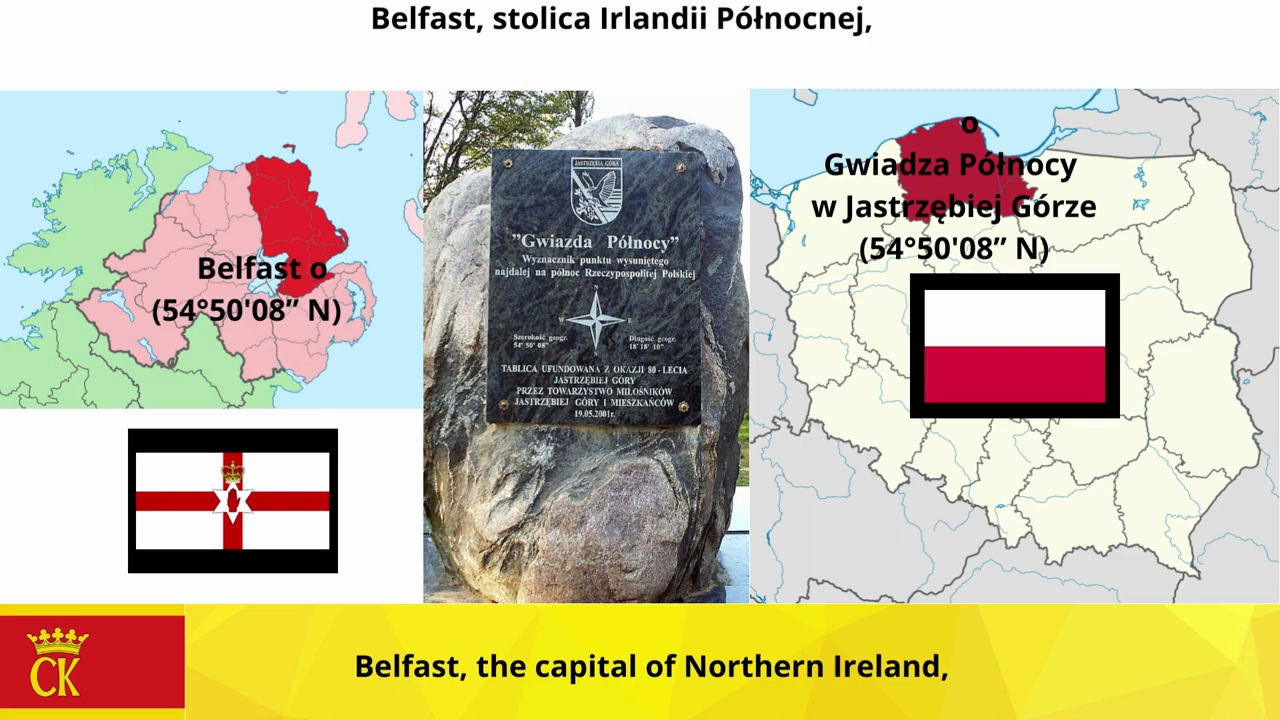 Belfast, stolica Irlandii Północnej,
Belfast o
(54°50'08” N)
JASTRZĘBIA GÓRA
”Gwiazda Północy”
Wyznacznik punktu wysuniętego
najdalej na północ Rzeczypospolitej Polskiej
N
W
E
S
Szerokość geogr.
54° 50' 08"
Długość geogr.
18° 18' 10"
TABLICA UFUNDOWANA Z OKAZJI 80-LECIA
JASTRZĘBIEJ GÓRY
PRZEZ TOWARZYSTWO MIŁOŚNIKÓW
JASTRZĘBIEJ GÓRY I MIESZKAŃCÓW
19.05.2001r.
o
Gwiadza Północy
w Jastrzębiej Górze
(54°50'08” N)
CK
Belfast, the capital of Northern Ireland,